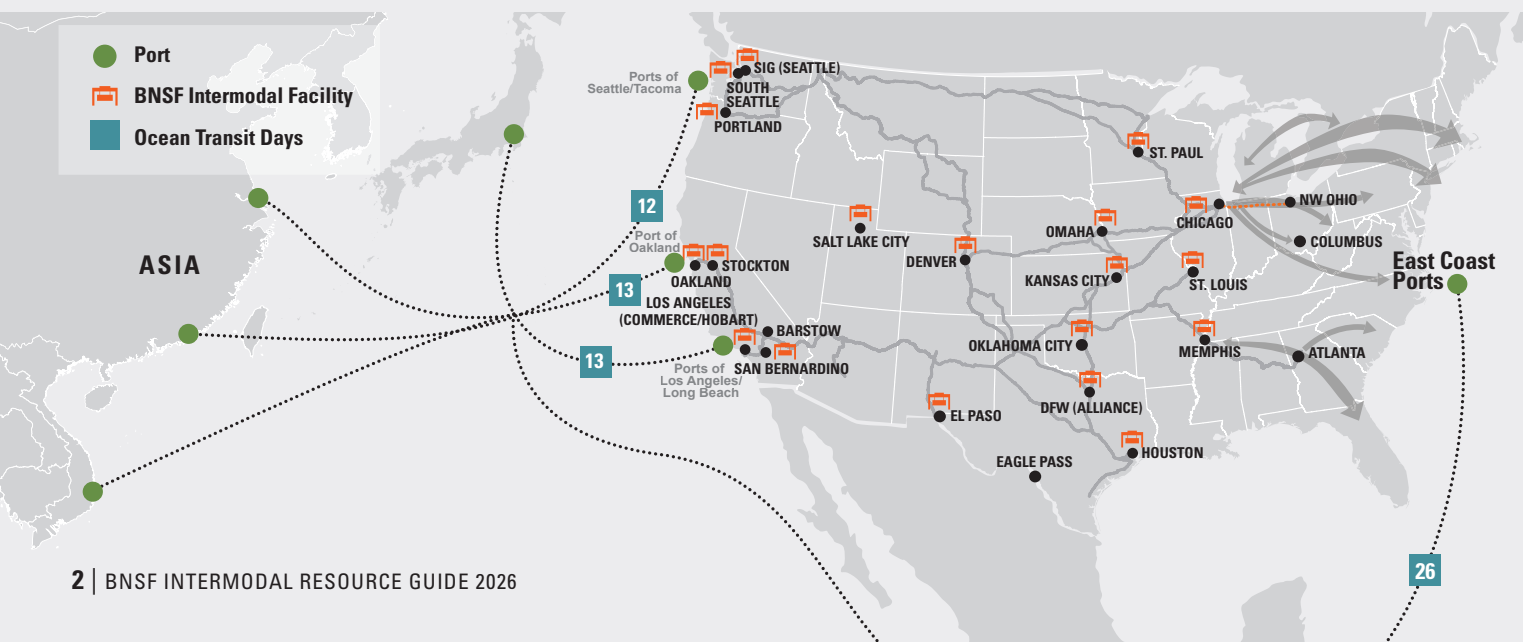 Port
BNSF Intermodal Facility
Ocean Transit Days
ASIA
Ports of
Seattle/Tacoma
SIG (SEATTLE)
SOUTH
SEATTLE
PORTLAND
12
Port of
Oakland
STOCKTON
OAKLAND
13
LOS ANGELES
(COMMERCE/HOBART)
BARSTOW
13
SAN BERNARDINO
Ports of
Los Angeles/
Long Beach
SALT LAKE CITY
DENVER
EL PASO
EAGLE PASS
ST. PAUL
OMAHA
KANSAS CITY
CHICAGO
ST. LOUIS
OKLAHOMA CITY
MEMPHIS
DFW (ALLIANCE)
HOUSTON
NW OHIO
COLUMBUS
ATLANTA
East Coast
Ports
26
2 | BNSF INTERMODAL RESOURCE GUIDE 2026